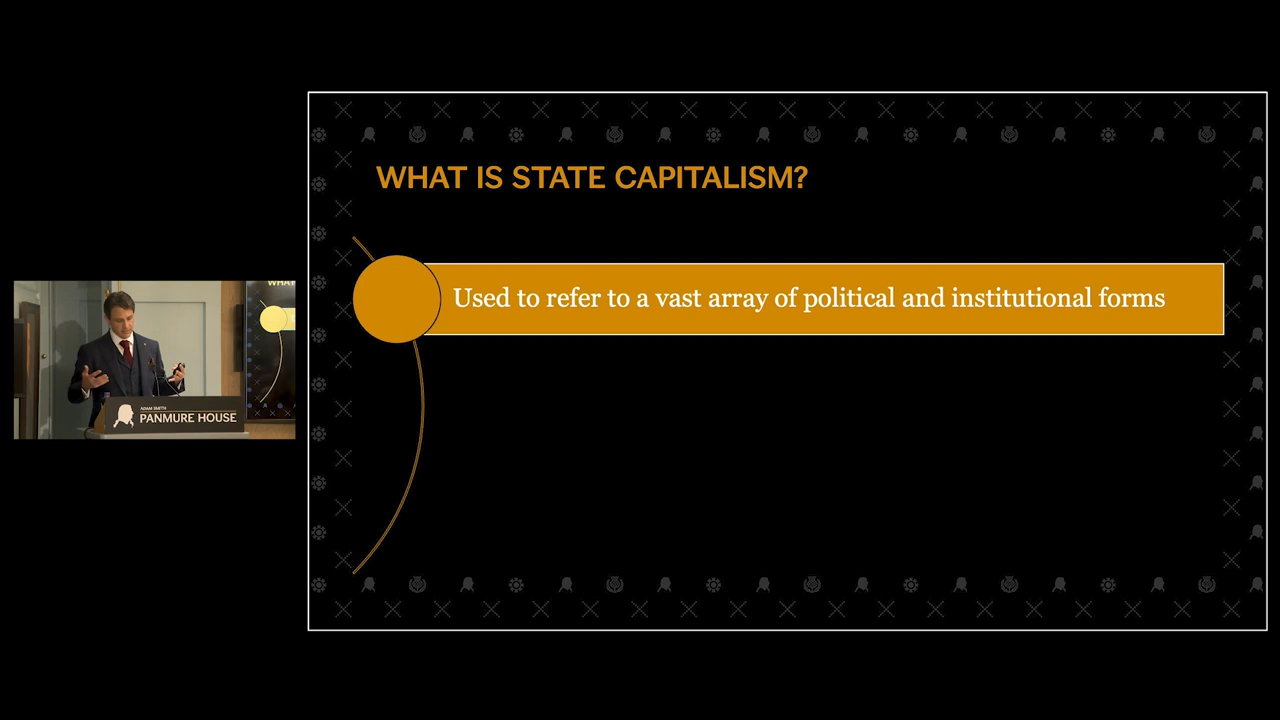 WHAT IS STATE CAPITALISM?
Used to refer to a vast array of political and institutional forms
WHAT
ADAM SMITH
PANMURE HOUSE